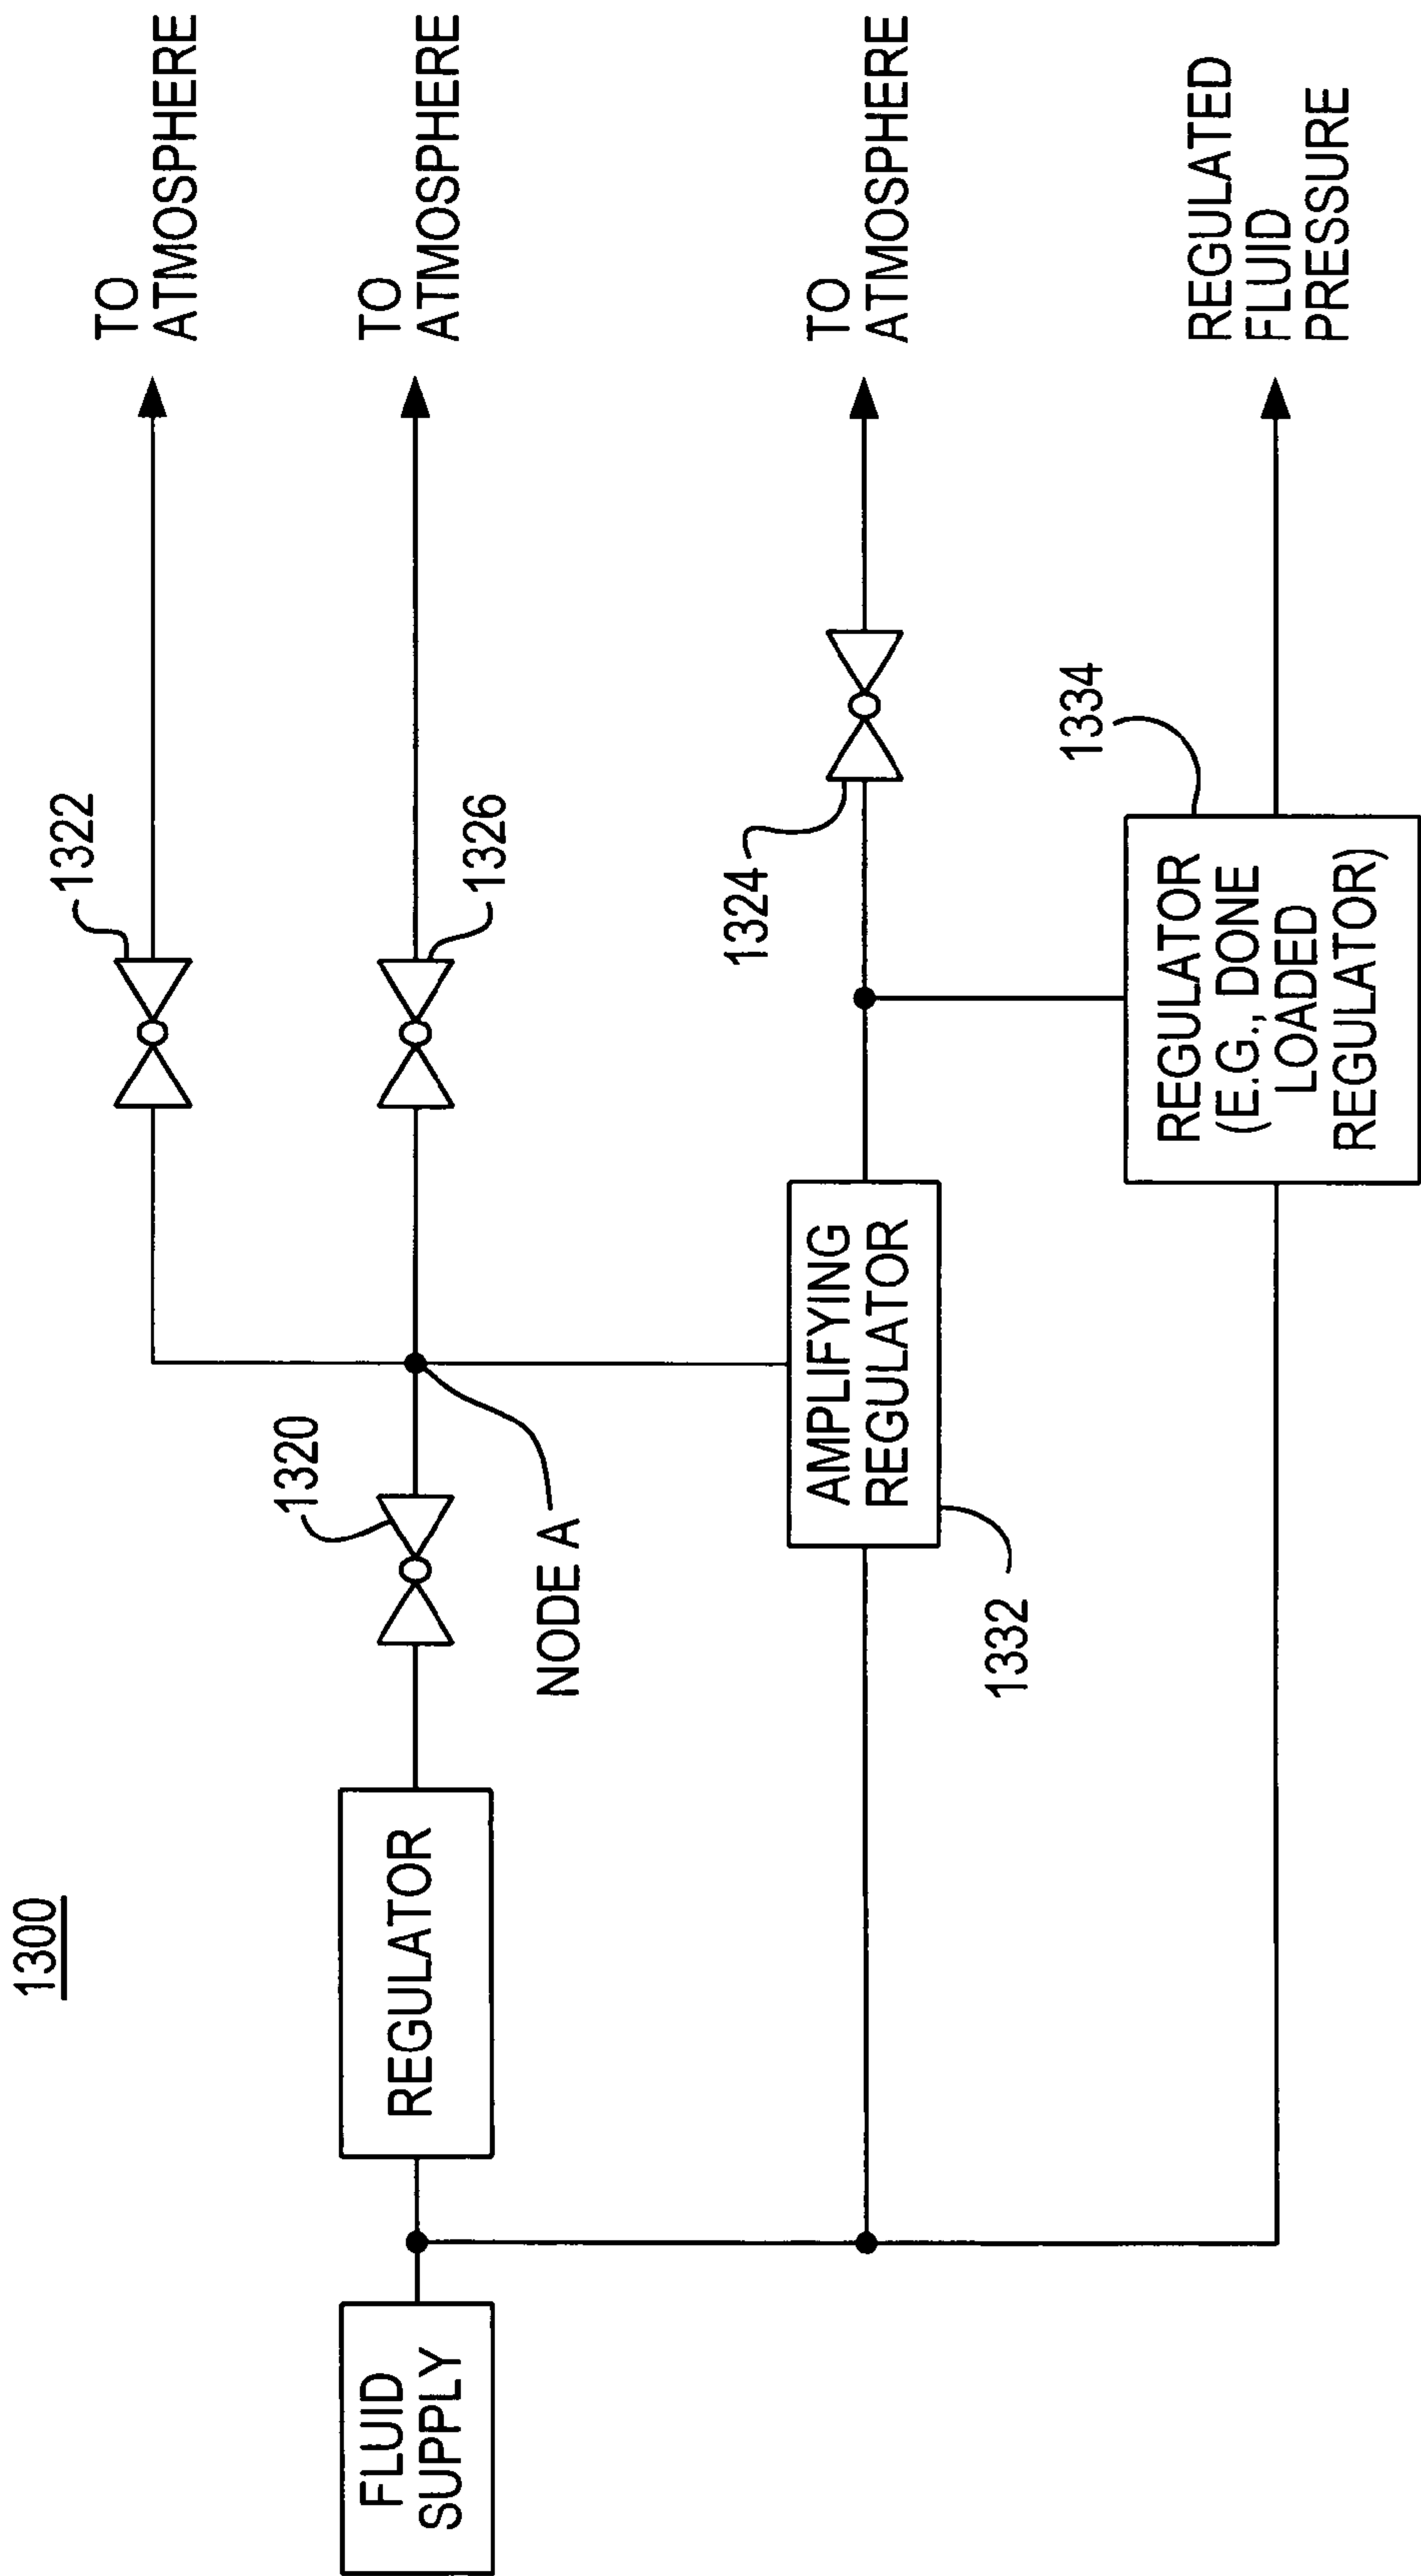 1300
1322
TO
ATMOSPHERE
1320
1326
TO
ATMOSPHERE
FLUID
SUPPLY
REGULATOR
NODE A
1324
TO
ATMOSPHERE
AMPLIFYING
REGULATOR
1332
1334
REGULATOR
(E.G., DONE
LOADED
REGULATOR)
REGULATED
FLUID
PRESSURE